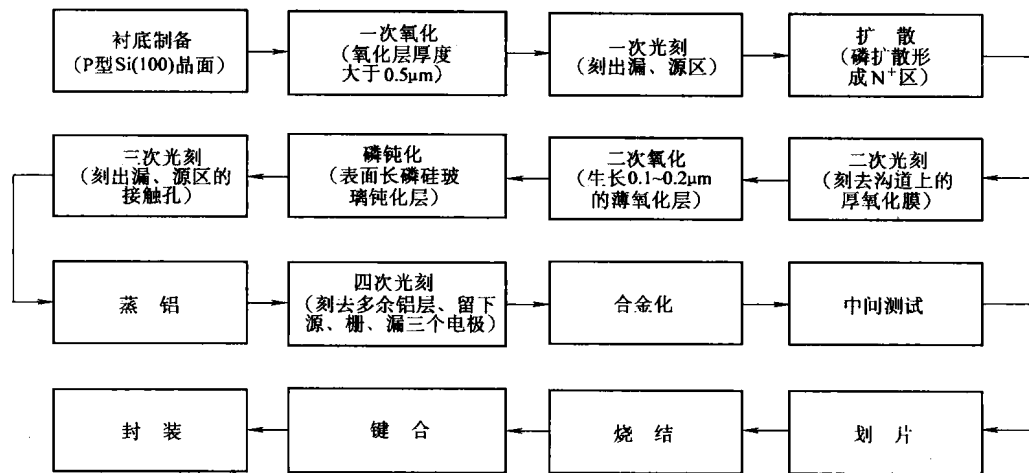 衬底制备
（P型Si(100)晶面）
一次氧化
（氧化层厚度
大于0.5μm）
一次光刻
（刻出漏、源区）
扩 散
（磷扩散形
成N⁺区）
二次光刻
（刻去沟道上的
厚氧化膜）
二次氧化
（生长0.1~0.2μm
的薄氧化层）
磷钝化
（表面长磷硅玻
璃钝化层）
三次光刻
（刻出漏、源区的
接触孔）
蒸 铝
四次光刻
（刻去多余铝层、留下
源、栅、漏三个电极）
合金化
中间测试
划 片
烧 结
键 合
封 装